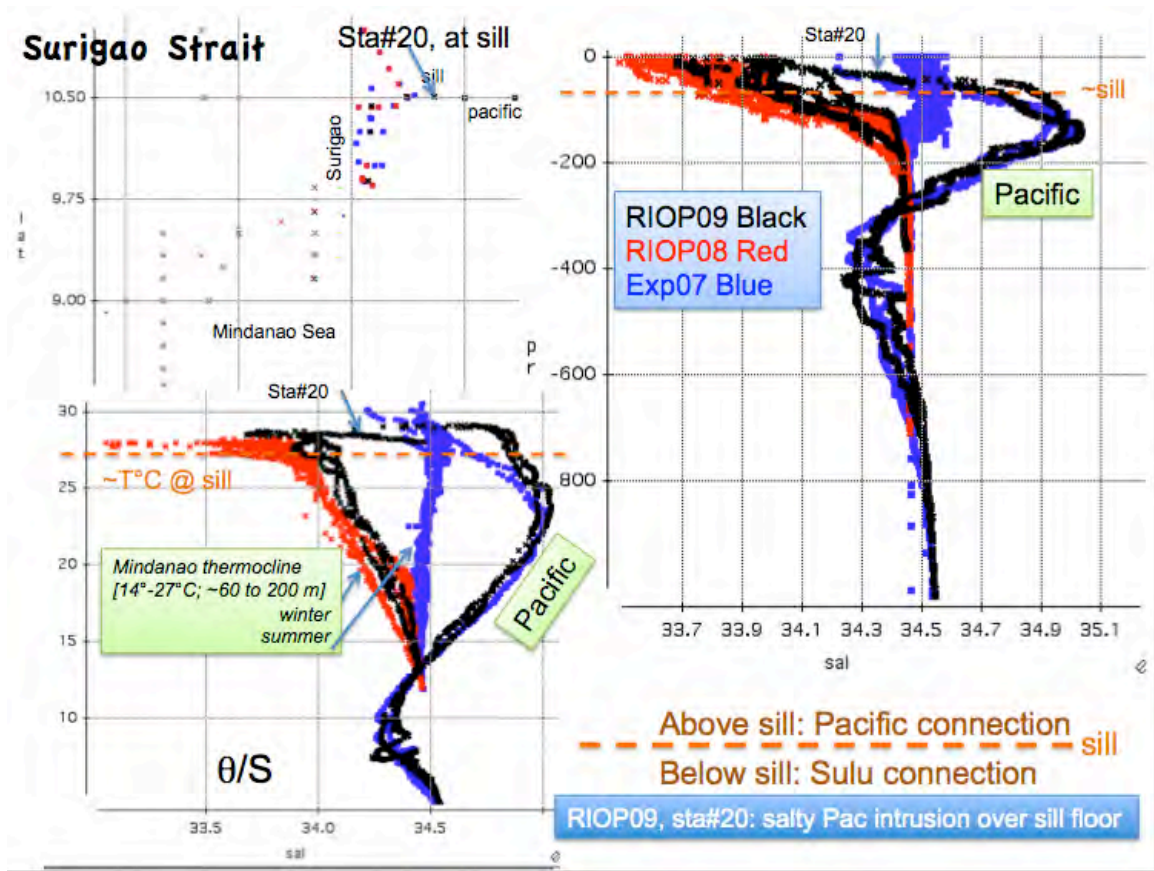 Surigao Strait
Sta#20, at sill
sill
10.50
pacific
Surigao
9.75
lat
9.00
Mindanao Sea
pr
Sta#20
0
~sill
-200
Pacific
RIOP09 Black
RIOP08 Red
Exp07 Blue
-400
-600
800
33.7 33.9 34.1 34.3 34.5 34.7 34.9 35.1
sal
Sta#20
30
~T°C @ sill
25
20
Mindanao thermocline
[14°-27°C; ~60 to 200 m]
winter
summer
Pacific
15
10
θ/S
33.5 34.0 34.5
sal
Above sill: Pacific connection
sill
Below sill: Sulu connection
RIOP09, sta#20: salty Pac intrusion over sill floor